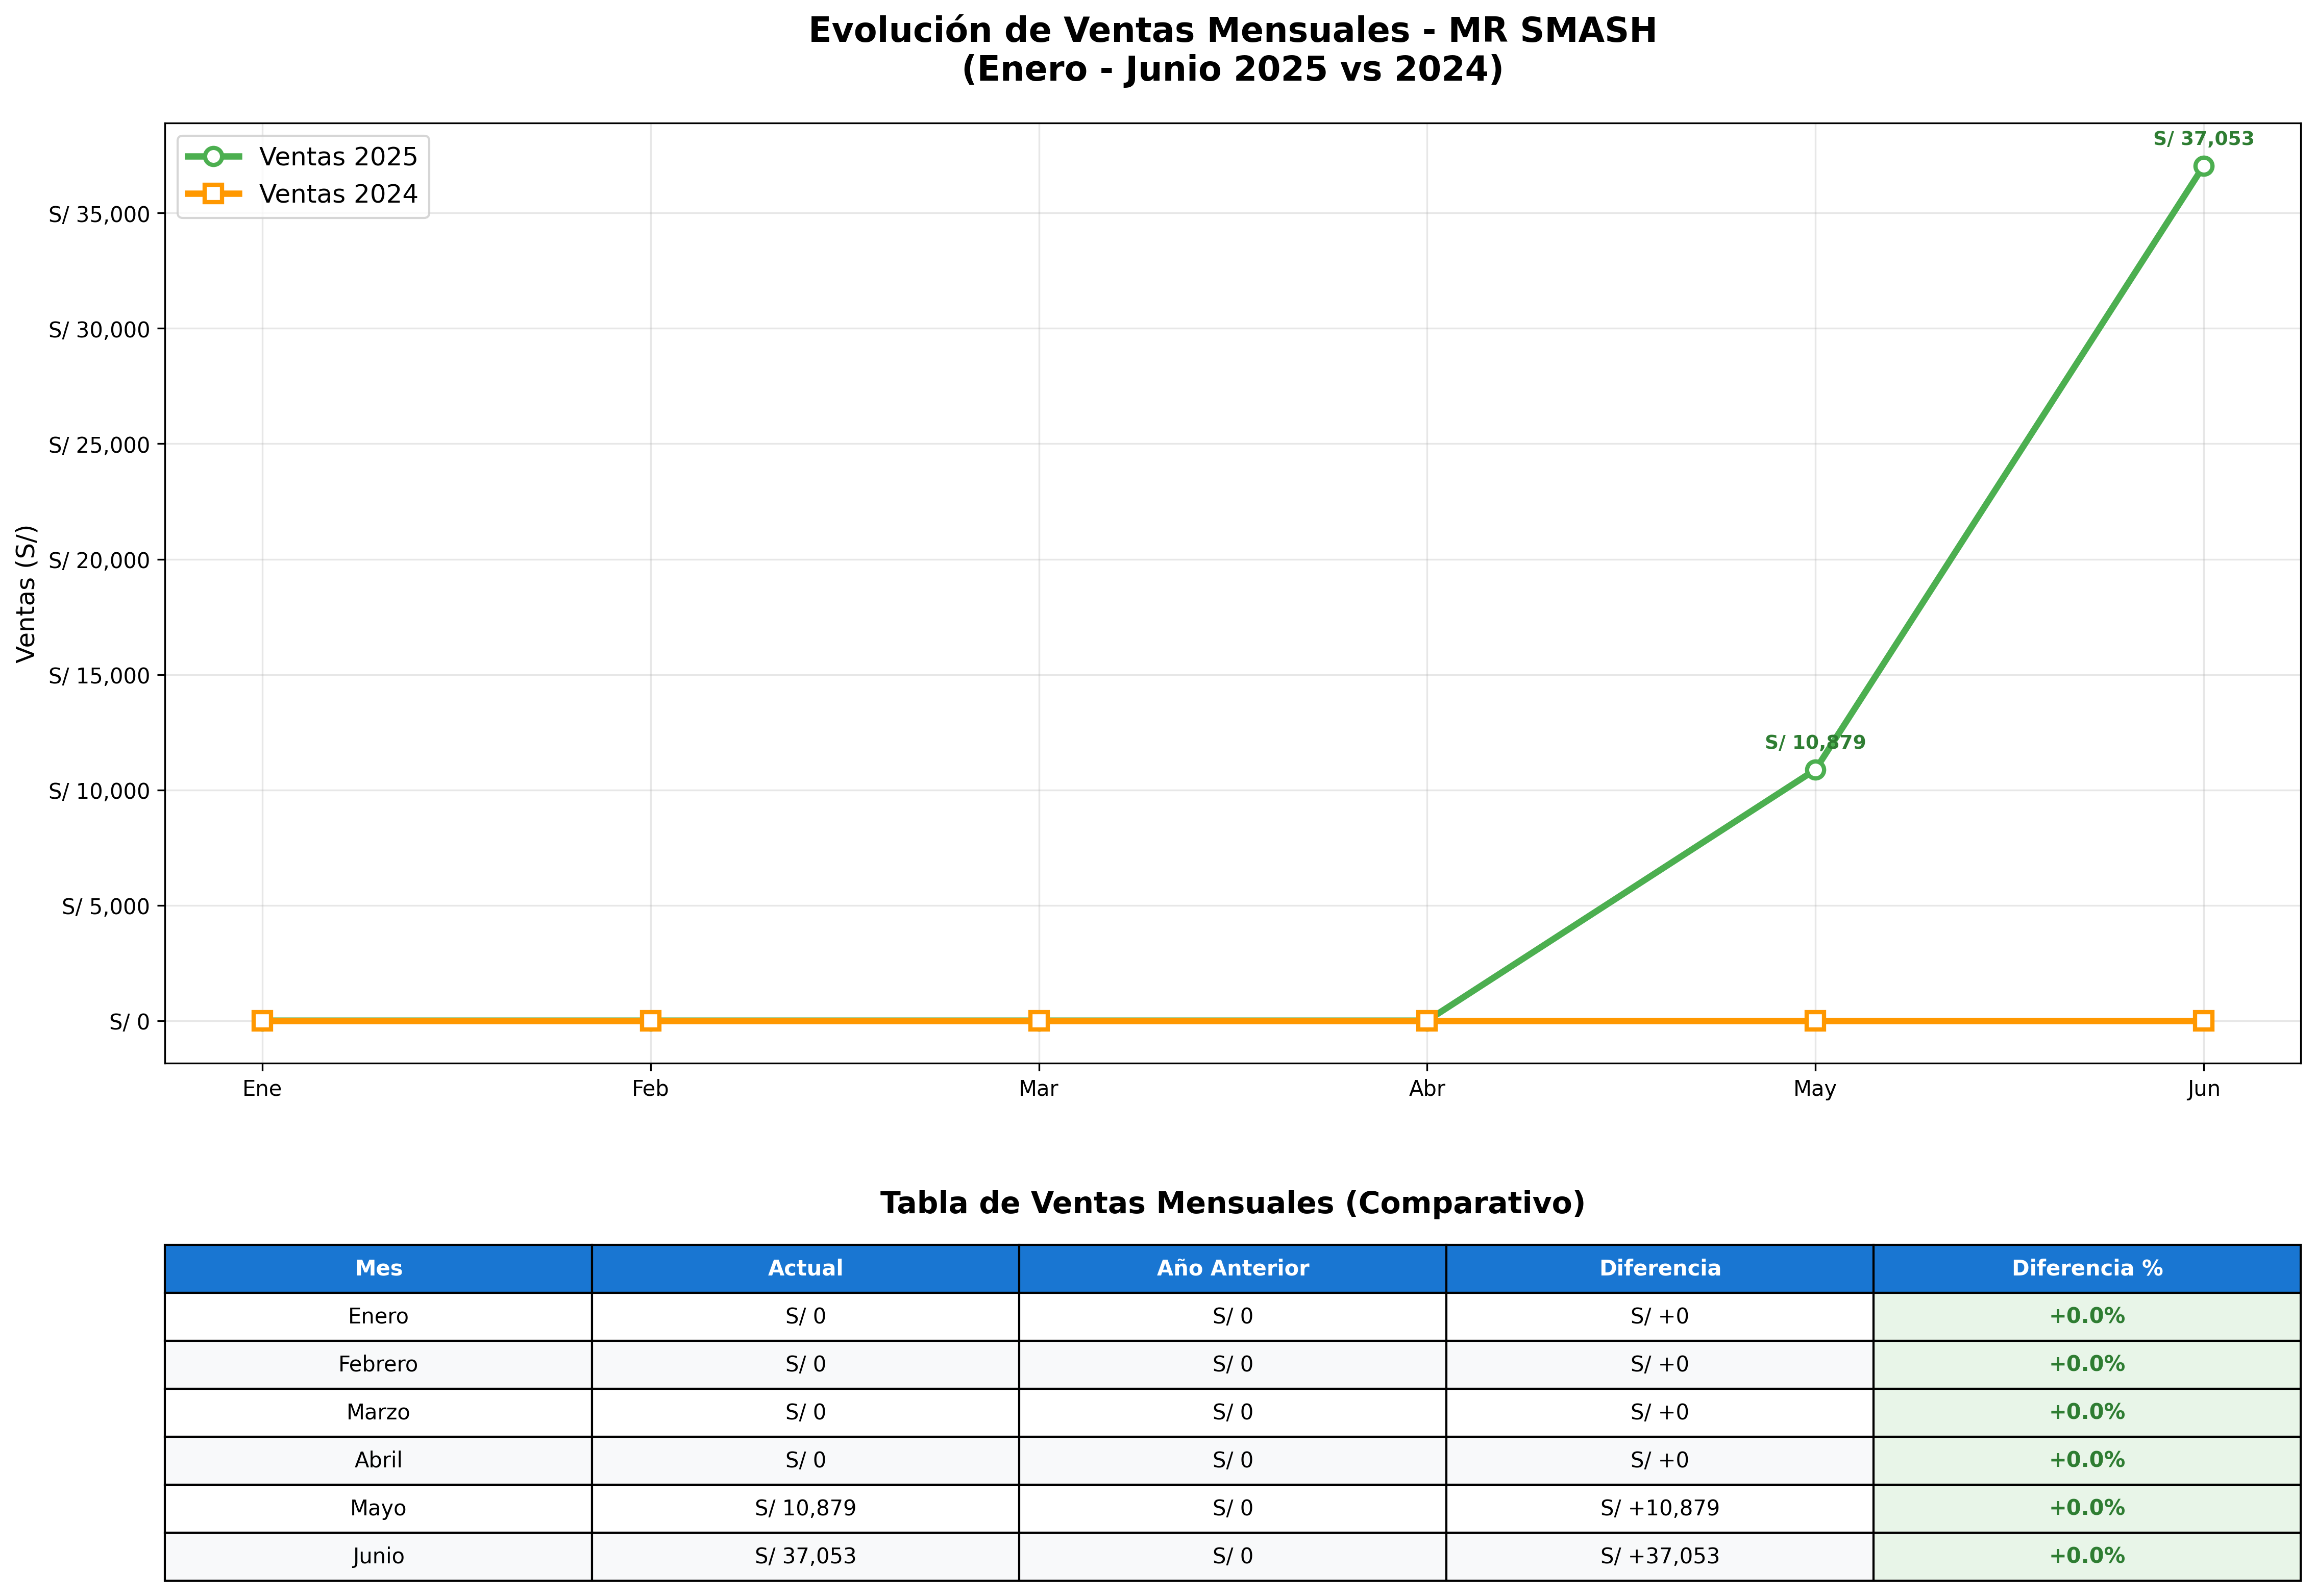 Evolución de Ventas Mensuales - MR SMASH
(Enero - Junio 2025 vs 2024)
Ventas 2025
Ventas 2024
Ventas (S/)
S/ 35,000
S/ 30,000
S/ 25,000
S/ 20,000
S/ 15,000
S/ 10,000
S/ 5,000
S/ 0
S/ 37,053
S/ 10,879
Ene Feb Mar Abr May Jun
Tabla de Ventas Mensuales (Comparativo)
Mes Actual Año Anterior Diferencia Diferencia %
Enero S/ 0 S/ 0 S/ +0 +0.0%
Febrero S/ 0 S/ 0 S/ +0 +0.0%
Marzo S/ 0 S/ 0 S/ +0 +0.0%
Abril S/ 0 S/ 0 S/ +0 +0.0%
Mayo S/ 10,879 S/ 0 S/ +10,879 +0.0%
Junio S/ 37,053 S/ 0 S/ +37,053 +0.0%